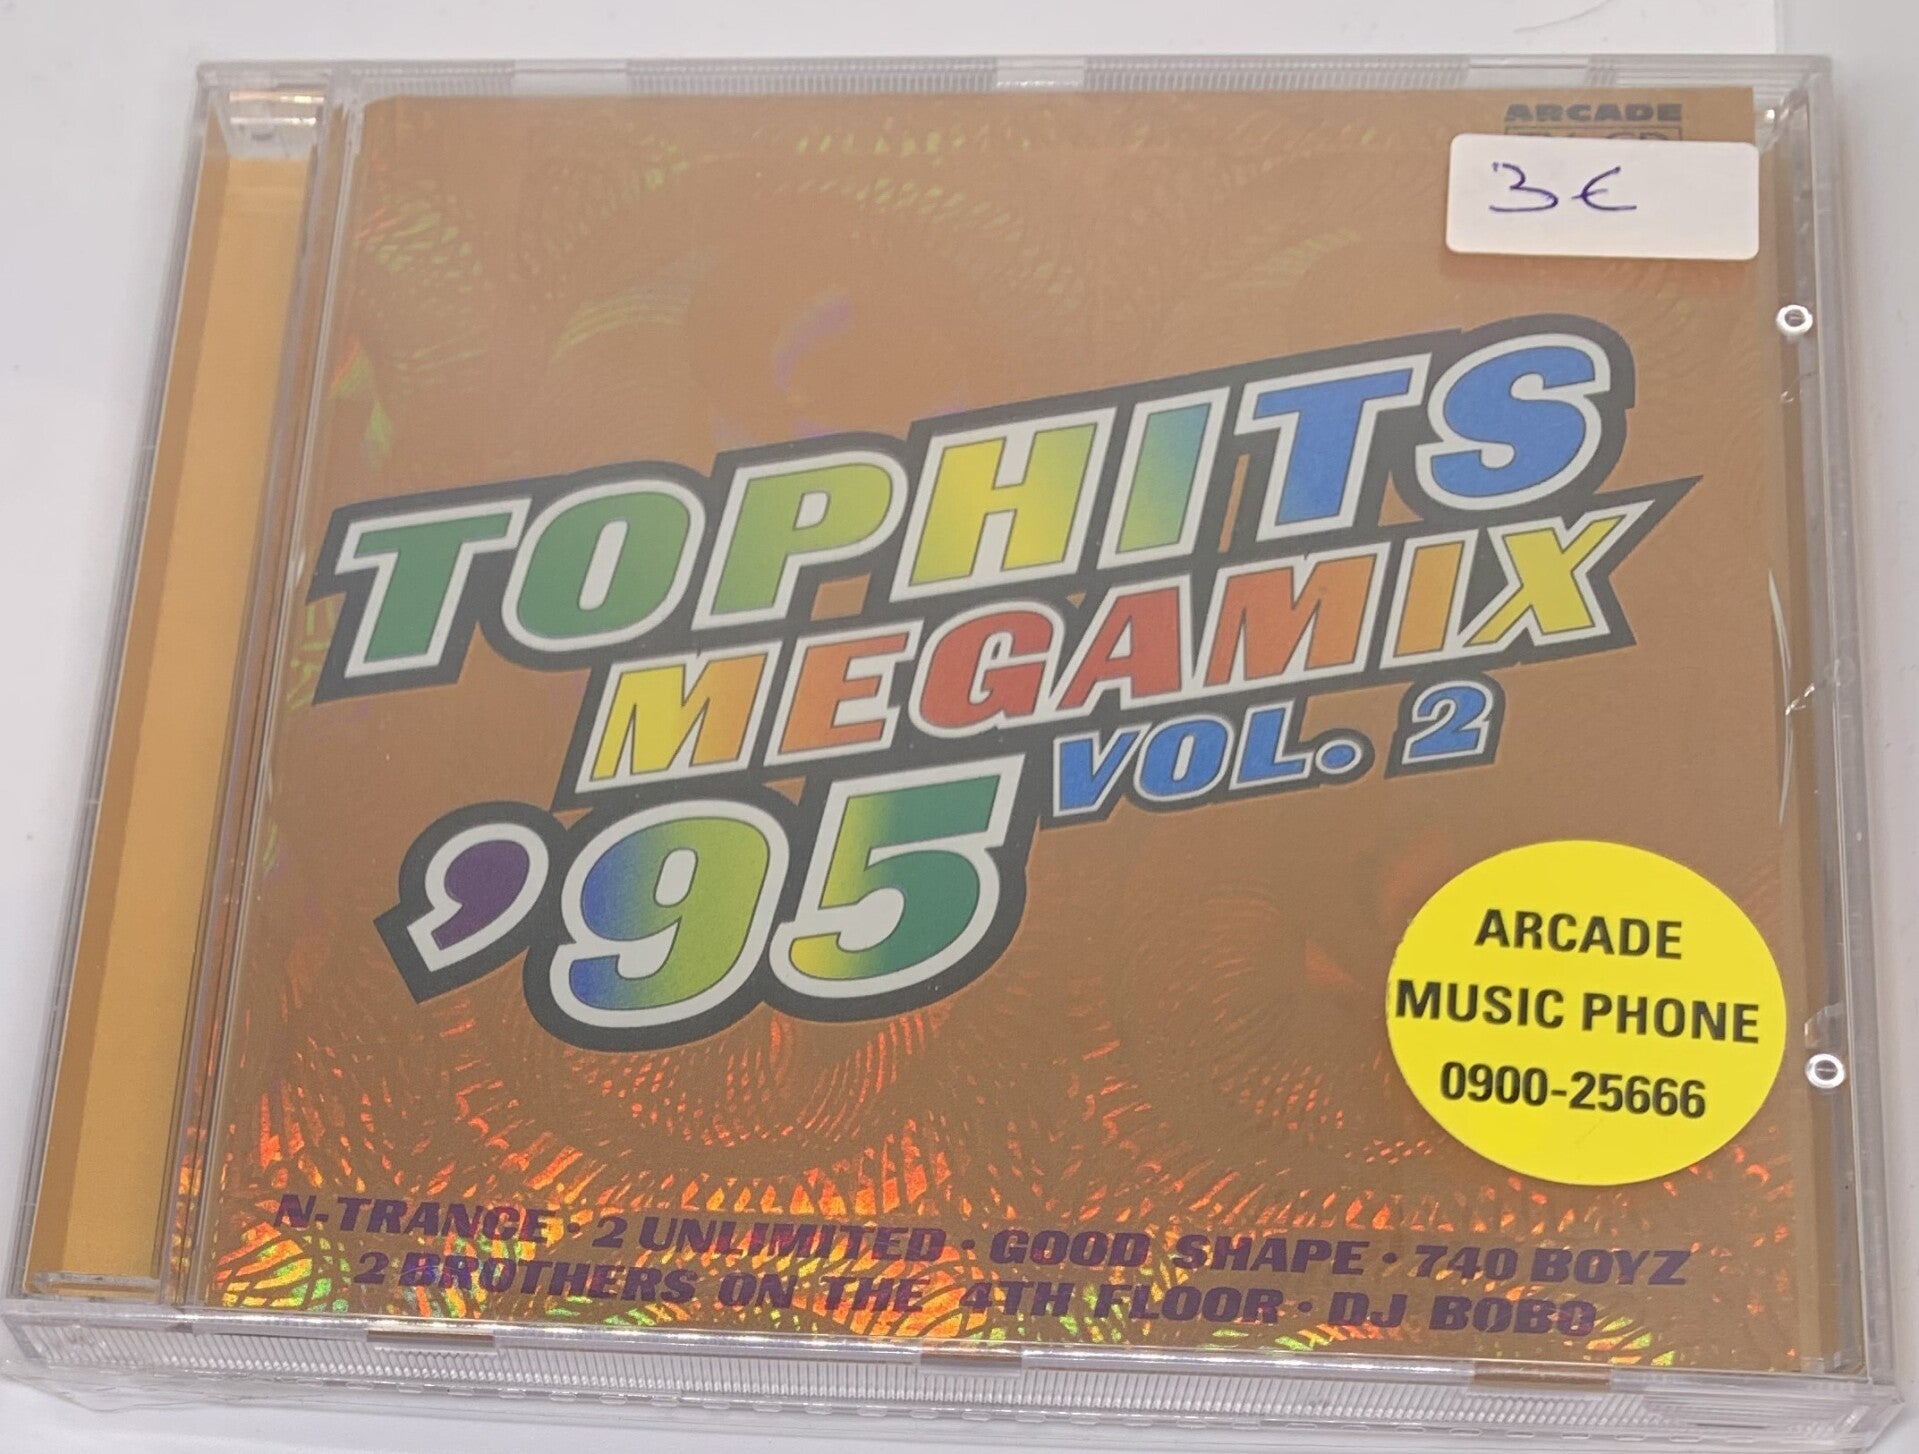 ARCADE
3€
TOPHITS
MEGAMIX
VOL. 2
'95
ARCADE
MUSIC PHONE
0900-25666
N-TRANCE · 2 UNLIMITED · GOOD SHAPE · 740 BOYZ
2 BROTHERS ON THE 4TH FLOOR · DJ BOBO